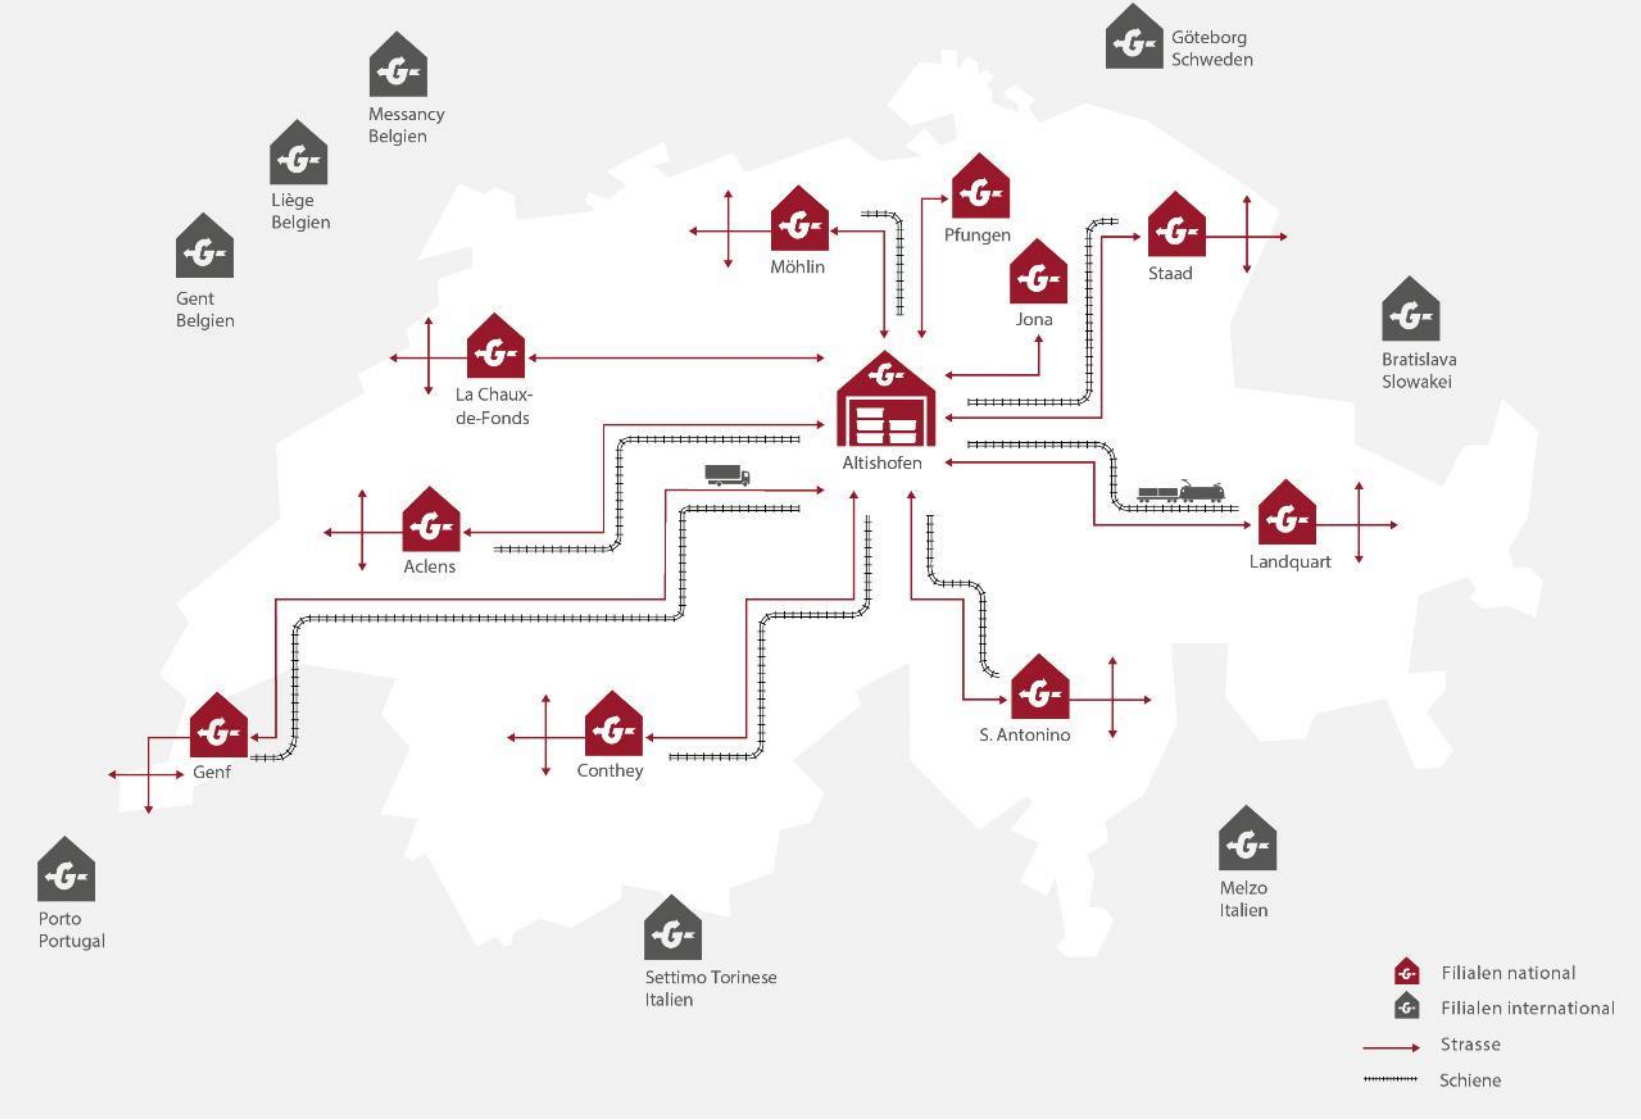 Göteborg
Schweden
Messancy
Belgien
Liège
Belgien
Gent
Belgien
Pfungen
Möhlin
Staad
Jona
Bratislava
Slowakei
La Chaux-
de-Fonds
Altishofen
Aclens
Landquart
S. Antonino
Genf
Conthey
Melzo
Italien
Porto
Portugal
Settimo Torinese
Italien
Filialen national
Filialen international
Strasse
Schiene